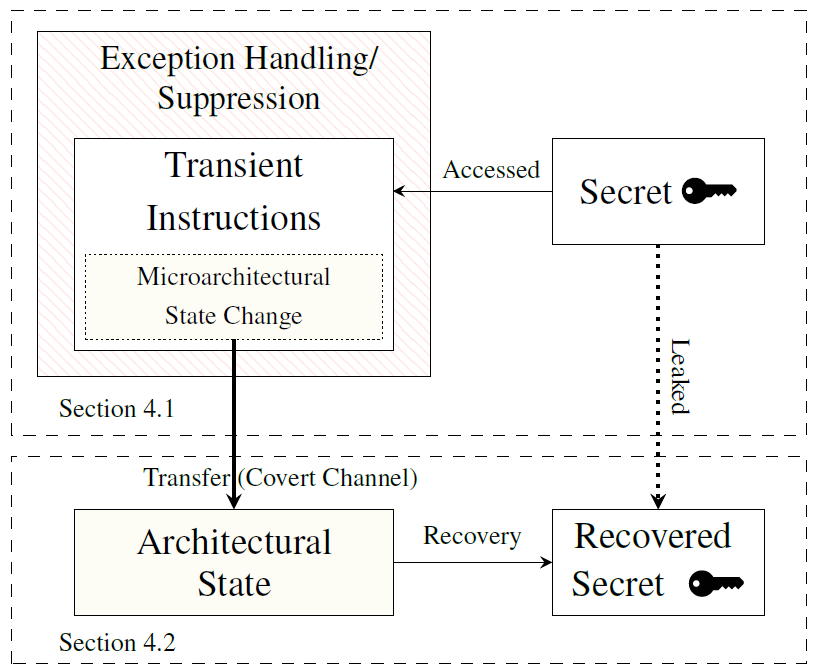 Exception Handling/
Suppression
Transient
Instructions
Microarchitectural
State Change
Accessed
Secret
Leaked
Section 4.1
Transfer (Covert Channel)
Architectural
State
Recovery
Recovered
Secret
Section 4.2